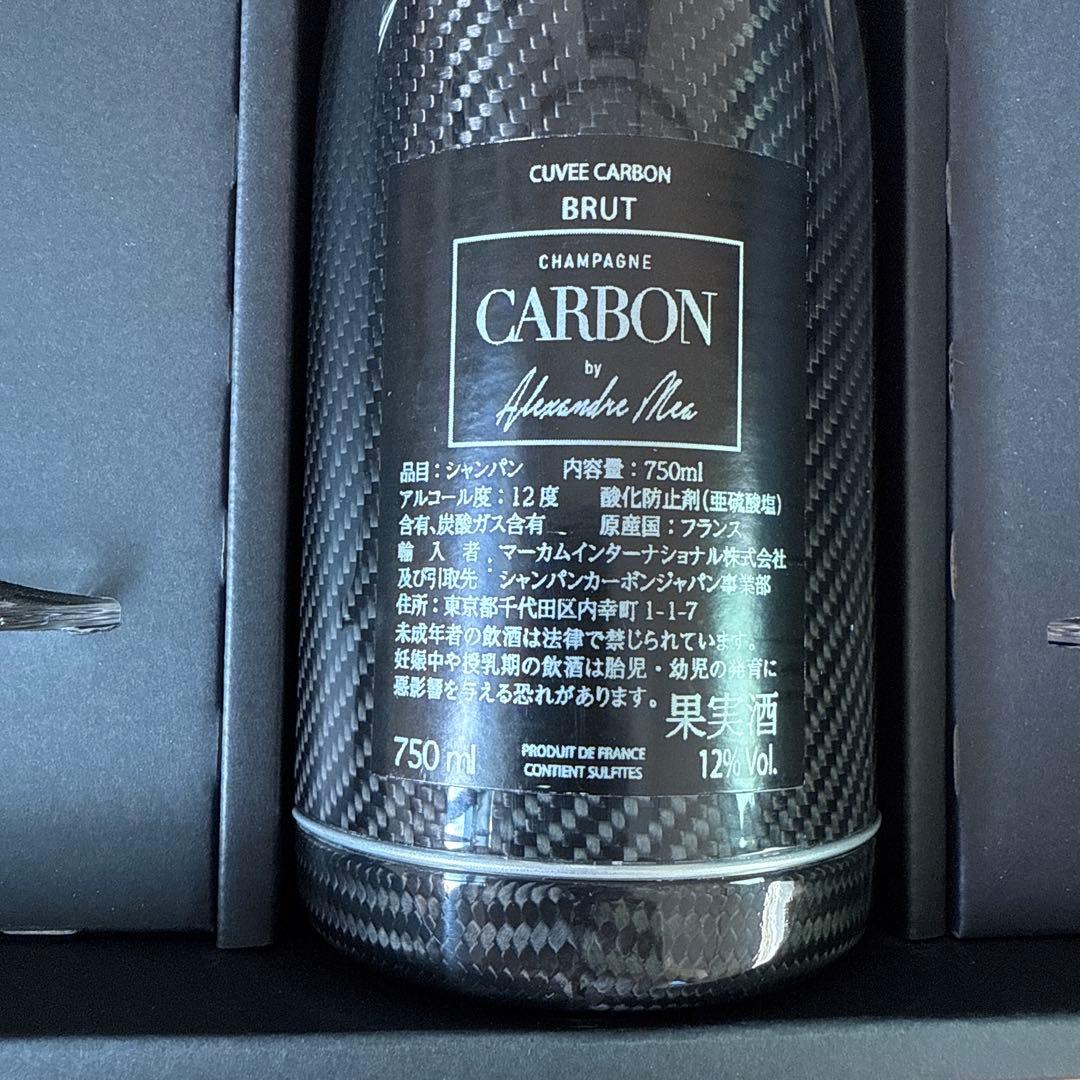 CUVEE CARBON
BRUT
CHAMPAGNE
CARBON
by
Alexandre Mea
品目：シャンパン　内容量：750ml
アルコール度：12度　酸化防止剤(亜硫酸塩)
含有、炭酸ガス含有　原産国：フランス
輸入者：マーカムインターナショナル株式会社
及び引取先：シャンパンカーボンジャパン事業部
住所：東京都千代田区内幸町1-1-7
未成年者の飲酒は法律で禁じられています。
妊娠中や授乳期の飲酒は胎児・幼児の発育に
悪影響を与える恐れがあります。
果実酒
750 ml　PRODUIT DE FRANCE　12% Vol.
CONTIENT SULFITES